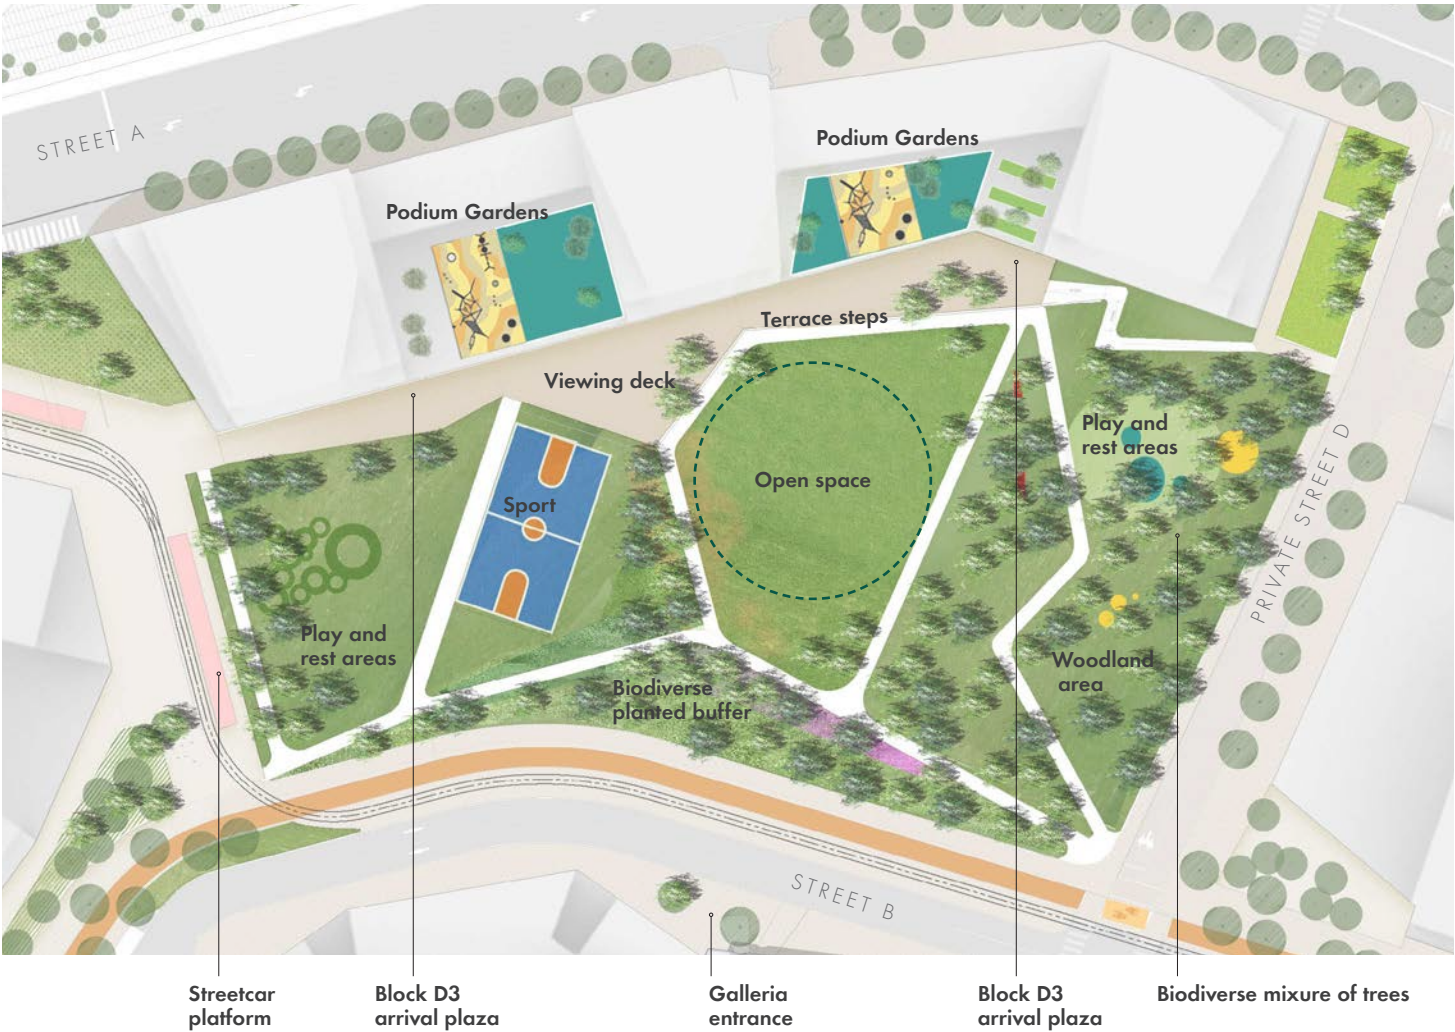 STREET A
Podium Gardens
Podium Gardens
Terrace steps
Viewing deck
Play and
rest areas
Open space
Sport
PRIVATE STREET D
Play and
rest areas
Woodland
area
Biodiverse
planted buffer
STREET B
Streetcar
platform
Block D3
arrival plaza
Galleria
entrance
Block D3
arrival plaza
Biodiverse mixure of trees